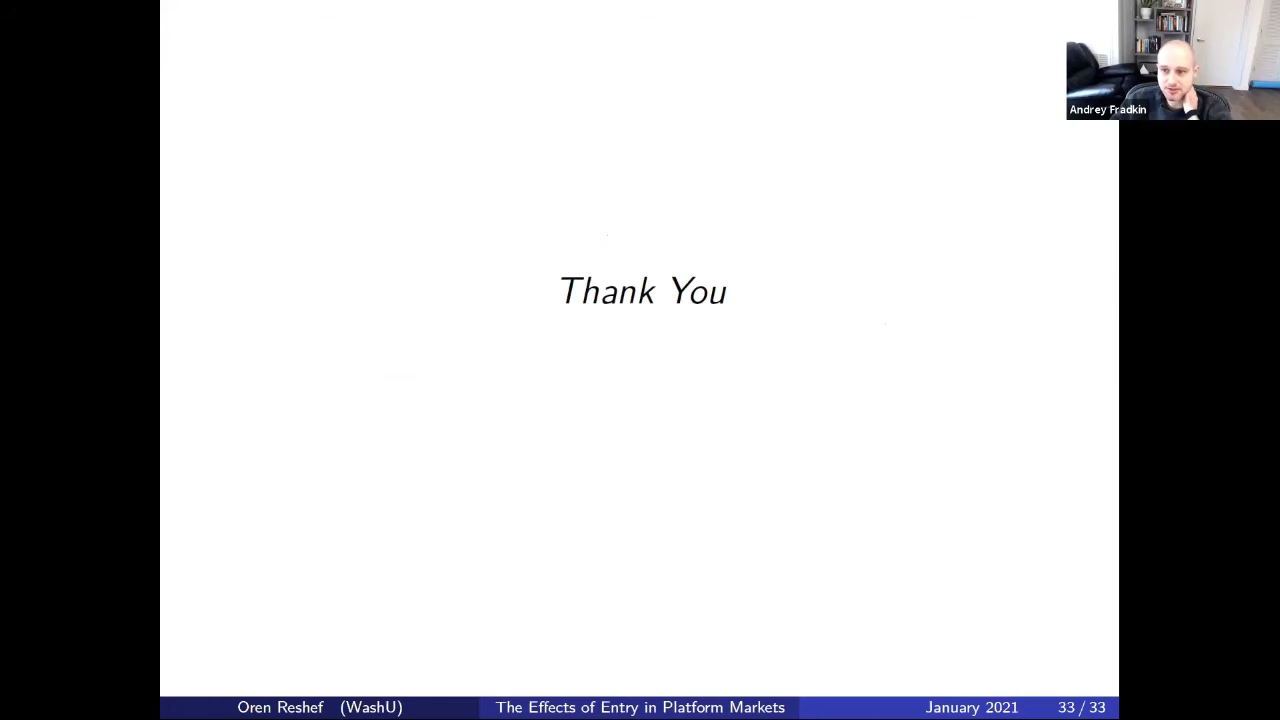 Andrey Fradkin
Thank You
Oren Reshef (WashU) The Effects of Entry in Platform Markets January 2021 33 / 33